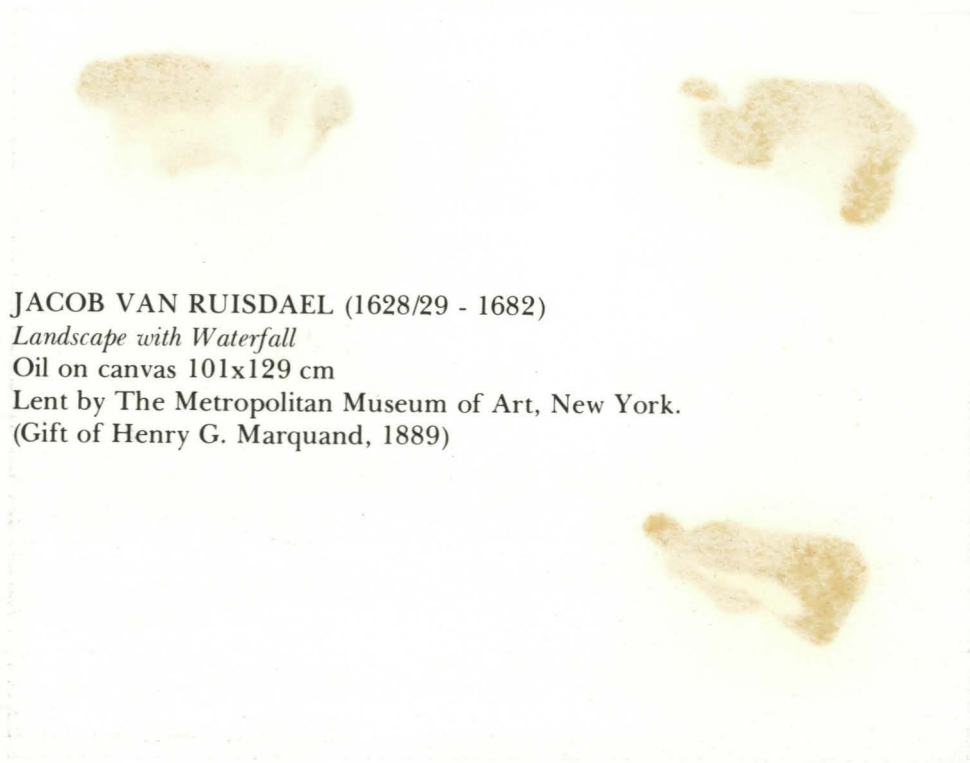 JACOB VAN RUISDAEL (1628/29 - 1682)
Landscape with Waterfall
Oil on canvas 101x129 cm
Lent by The Metropolitan Museum of Art, New York.
(Gift of Henry G. Marquand, 1889)